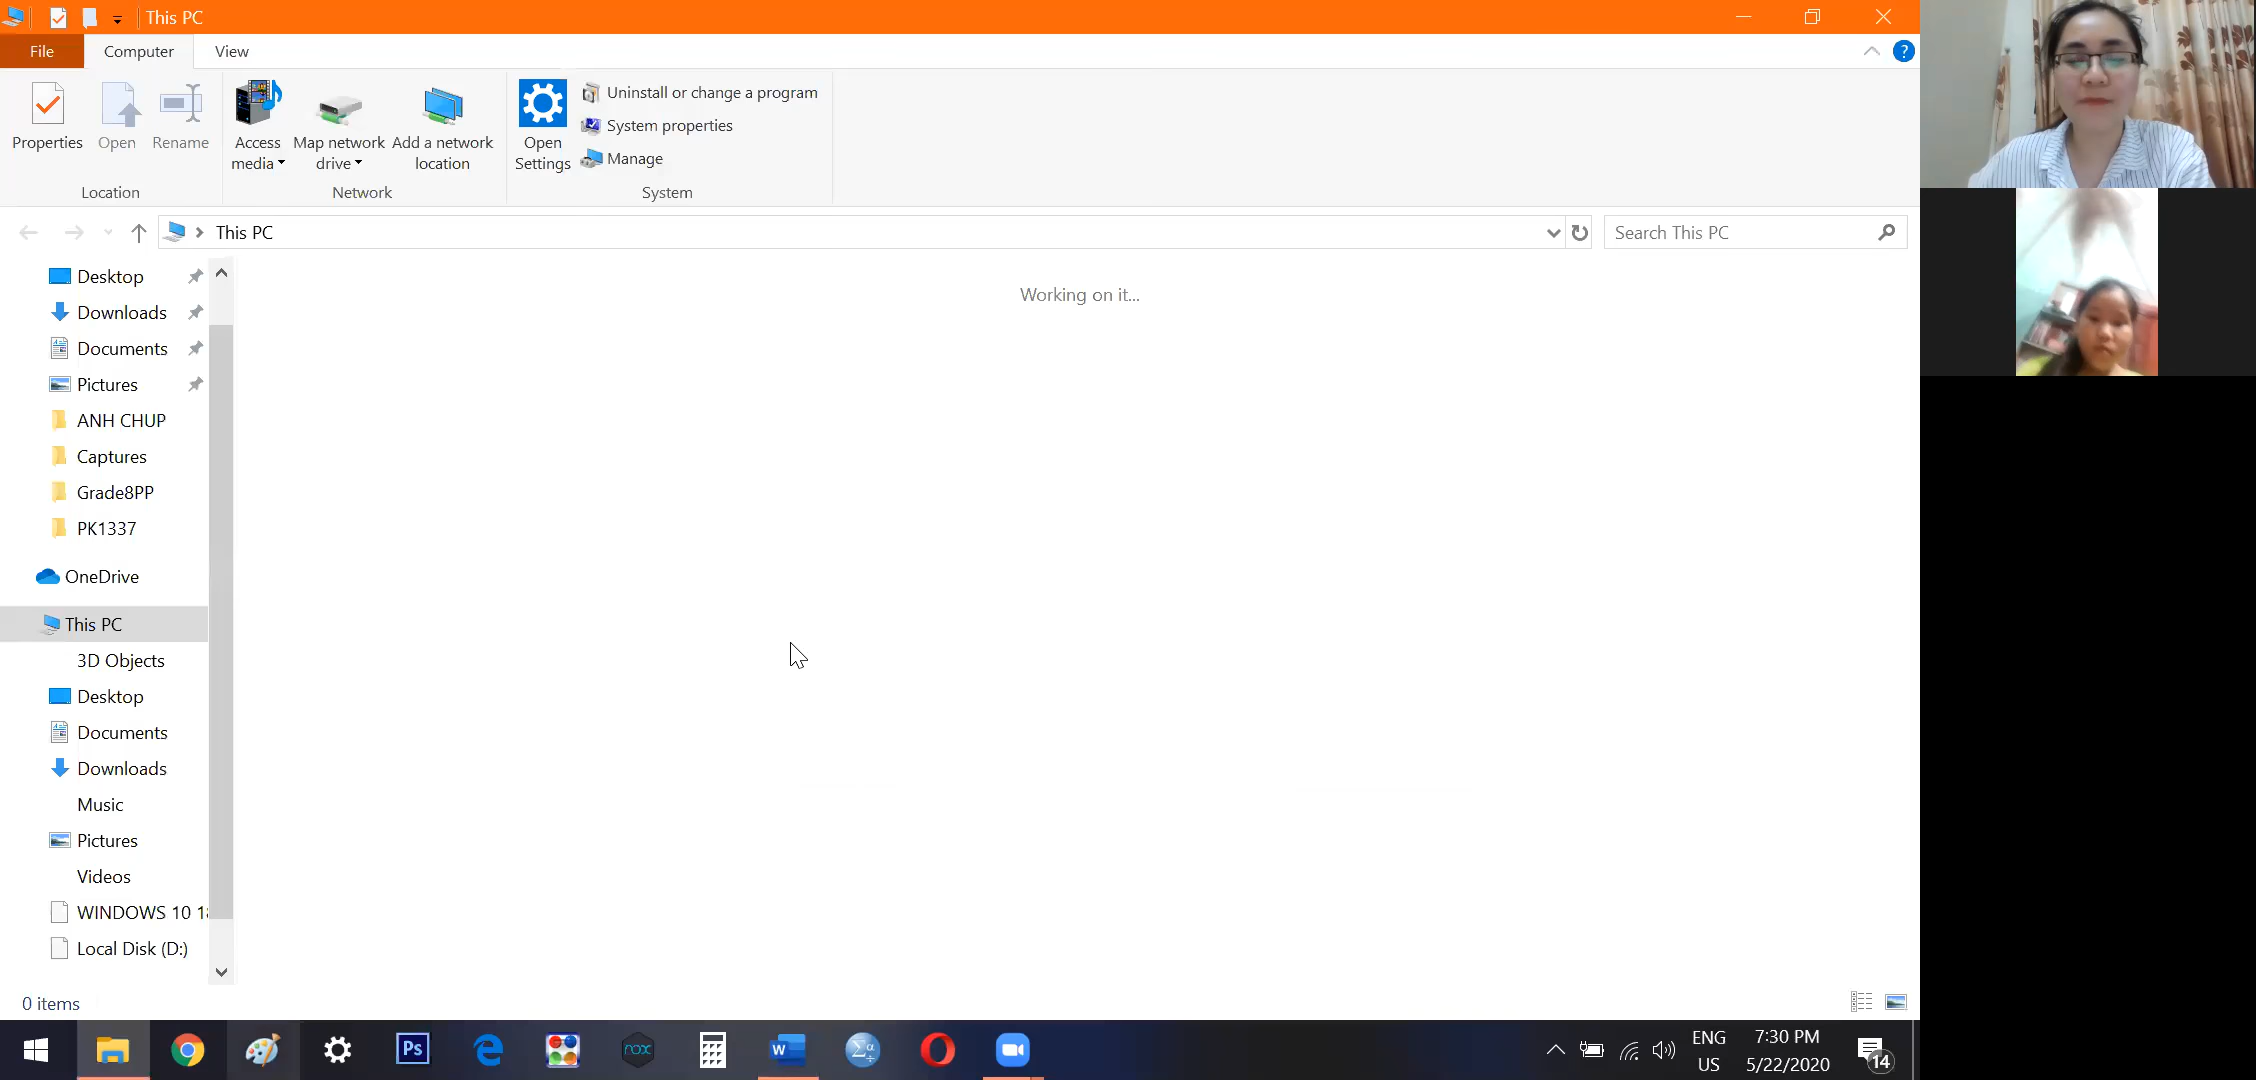 This PC
File
Computer
View
?
Properties
Open
Rename
Access
media
Map network
drive
Add a network
location
Open
Settings
Uninstall or change a program
System properties
Manage
Location
Network
System
This PC
Search This PC
Working on it...
Desktop
Downloads
Documents
Pictures
ANH CHUP
Captures
Grade8PP
PK1337
OneDrive
This PC
3D Objects
Desktop
Documents
Downloads
Music
Pictures
Videos
WINDOWS 10
Local Disk (D:)
0 items
Ps
nox
W
Σα
ENG
US
7:30 PM
5/22/2020
14